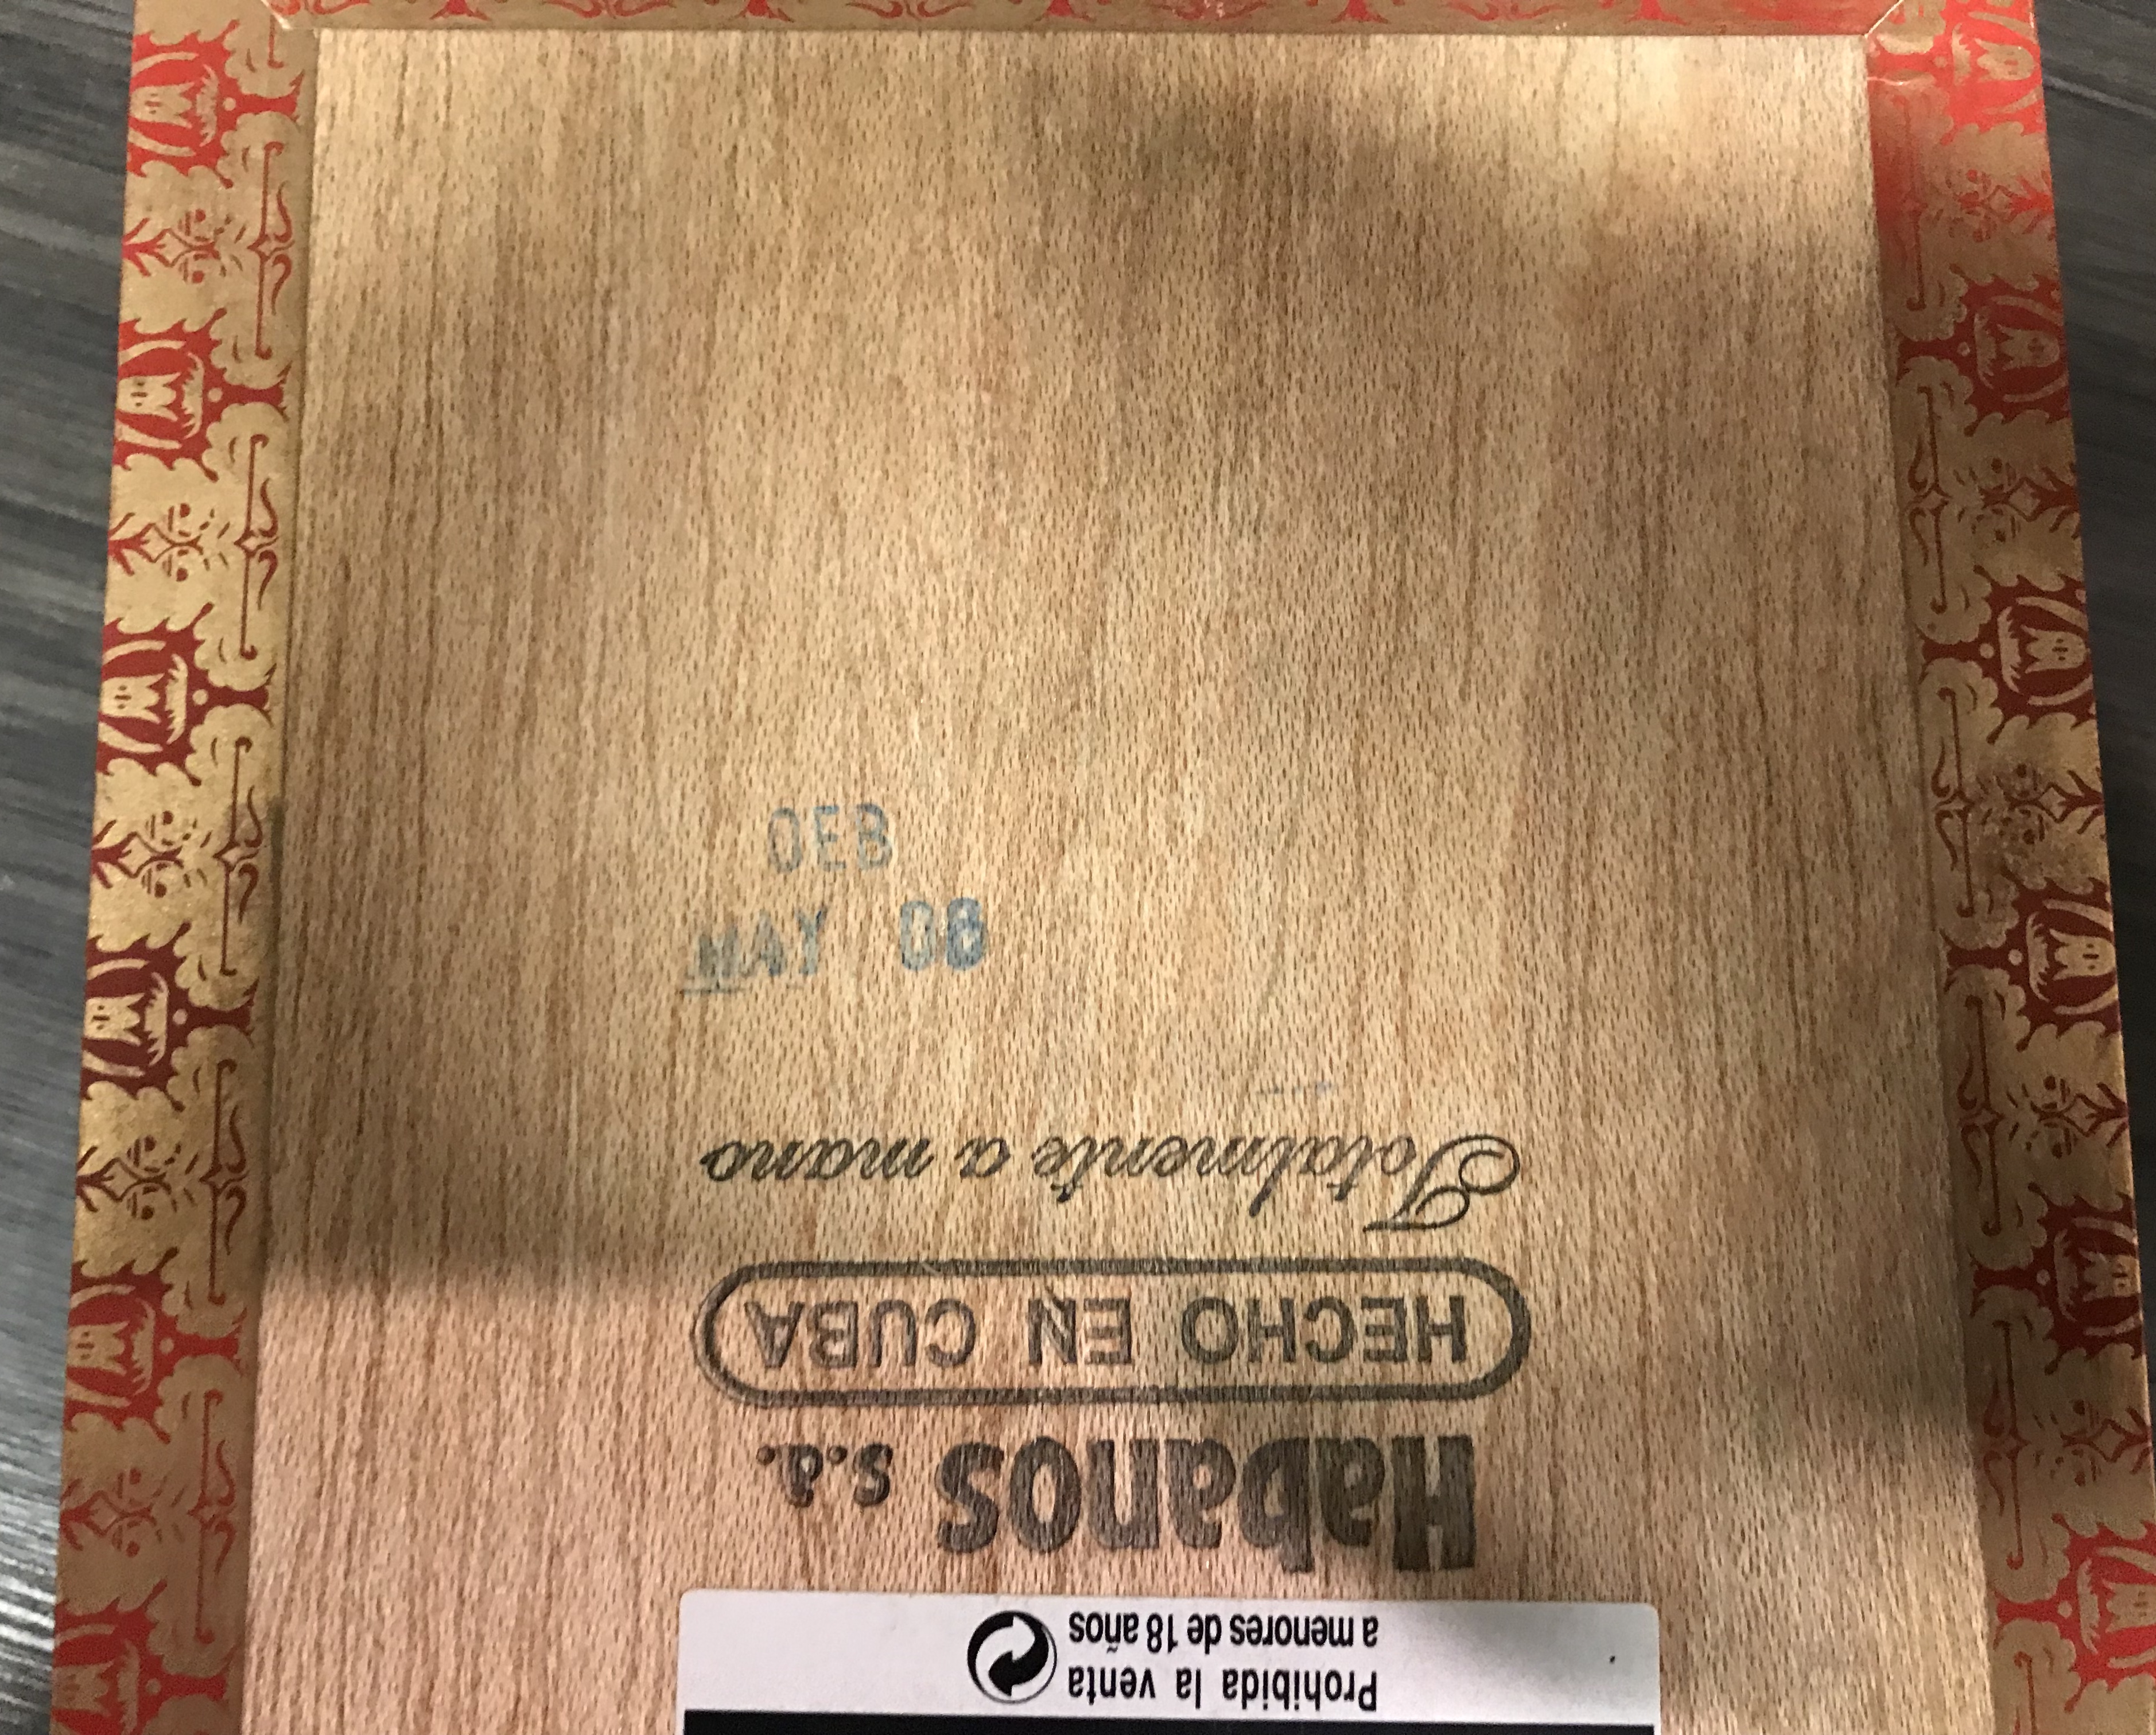 Prohibida la venta
a menores de 18 años
Habanos s.a.
HECHO EN CUBA
Totalmente a mano
OEB
MAY 08